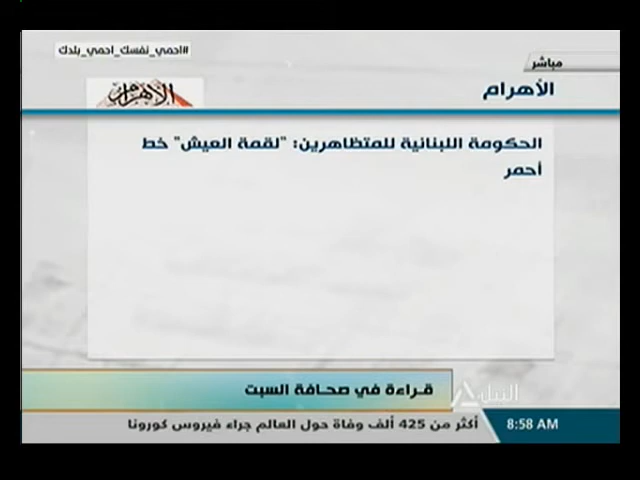 #احمي_نفسك_احمي_بلدك
مباشر
الأهرام
الأهرام
الحكومة اللبنانية للمتظاهرين: "لقمة العيش" خط
أحمر
قراءة في صحافة السبت
النيل
أكثر من 425 ألف وفاة حول العالم جراء فيروس كورونا
8:58 AM